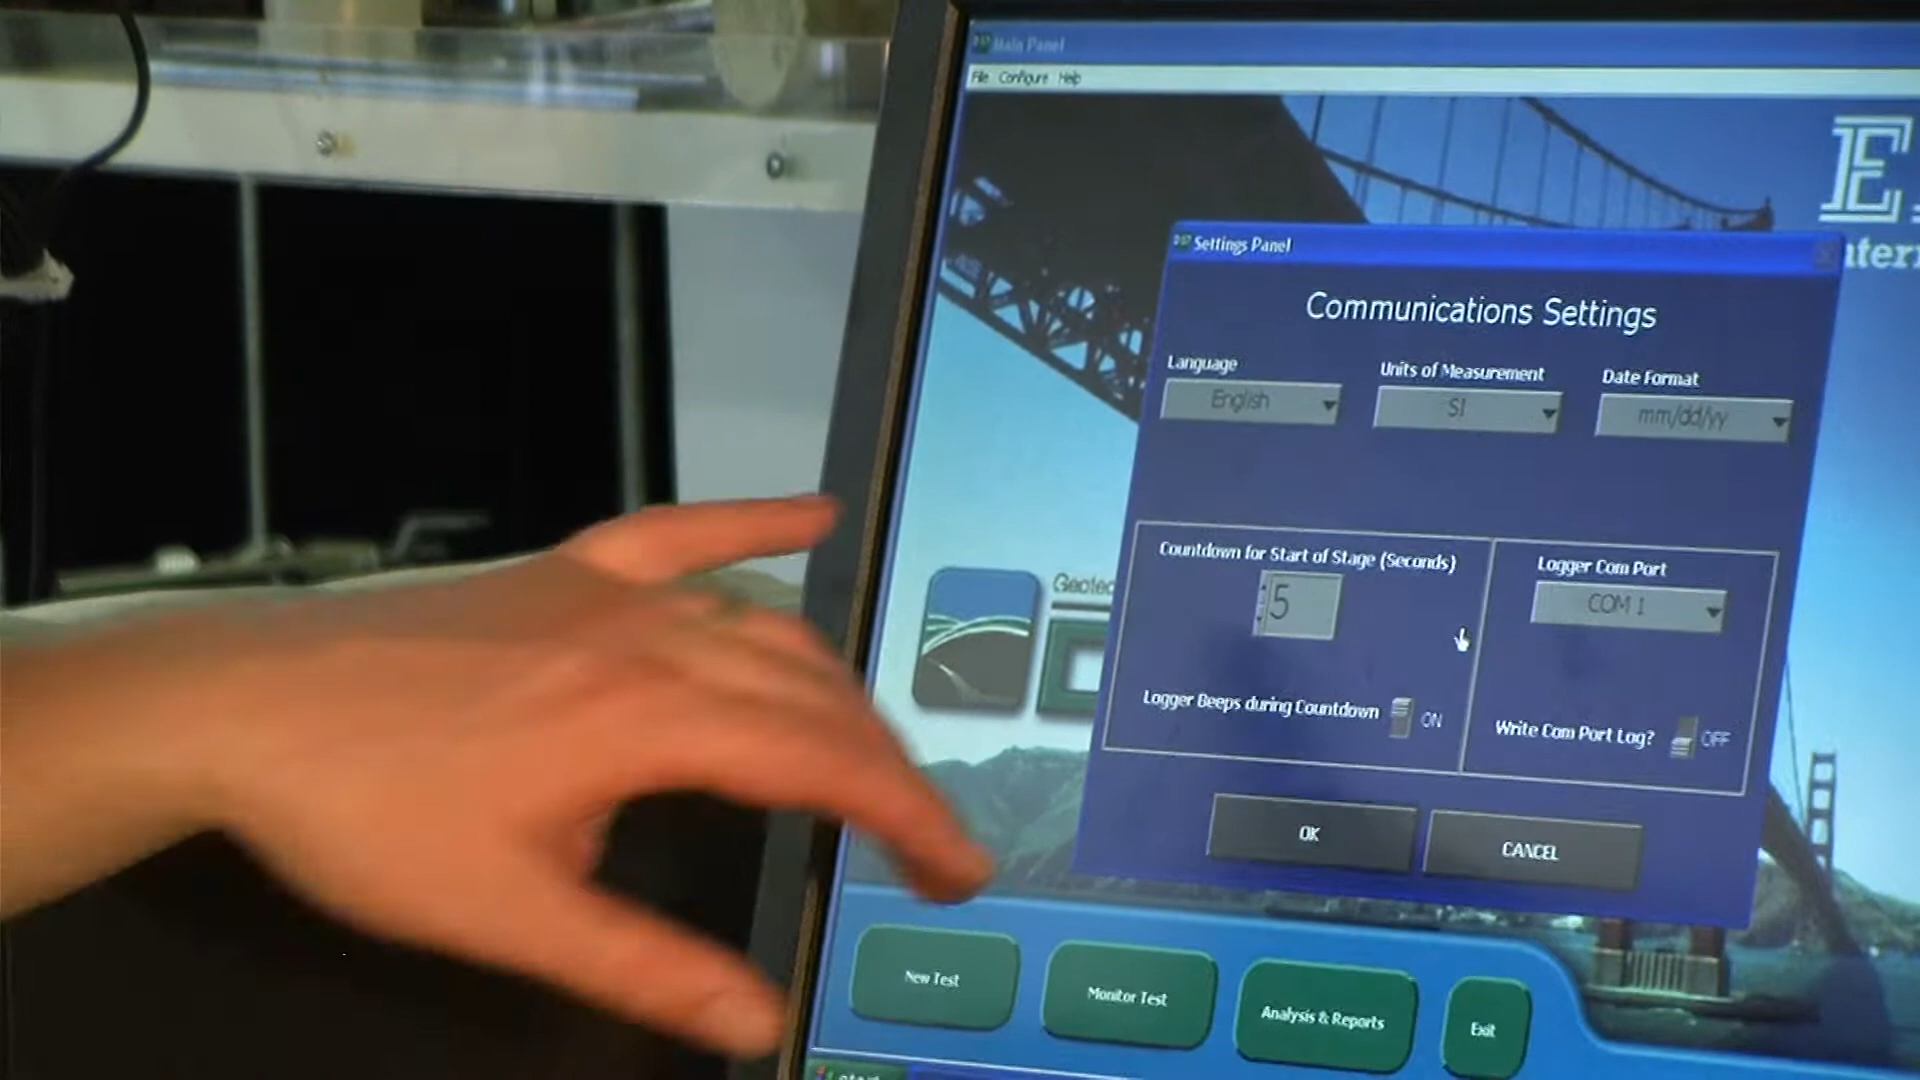 Main Panel
File Configure Help
E
Settings Panel
Communications Settings
Language
Units of Measurement
Date Format
English
SI
mm/dd/yy
Countdown for Start of Stage (Seconds)
5
Logger Com Port
COM 1
Logger Beeps during Countdown
ON
Write Com Port Log?
OFF
OK
CANCEL
New Test
Monitor Test
Analysis & Reports
Exit